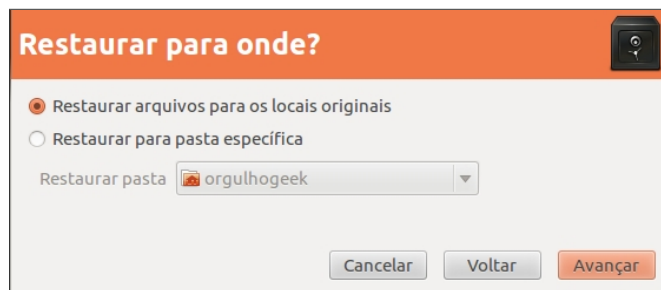 Restaurar para onde?
Restaurar arquivos para os locais originais
Restaurar para pasta específica
Restaurar pasta orgulhogeek
Cancelar Voltar Avançar